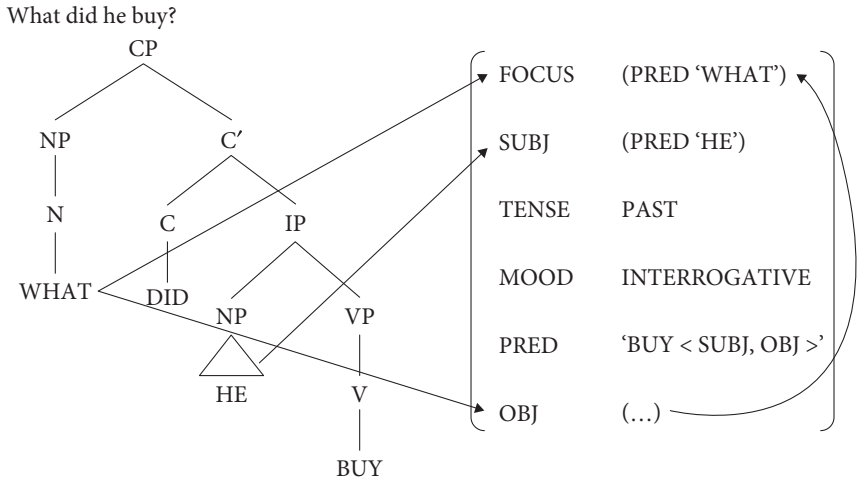 What did he buy?
CP
NP C′
N C IP
WHAT DID NP VP
HE V
BUY
FOCUS (PRED ‘WHAT’)
SUBJ (PRED ‘HE’)
TENSE PAST
MOOD INTERROGATIVE
PRED ‘BUY < SUBJ, OBJ >’
OBJ (…)